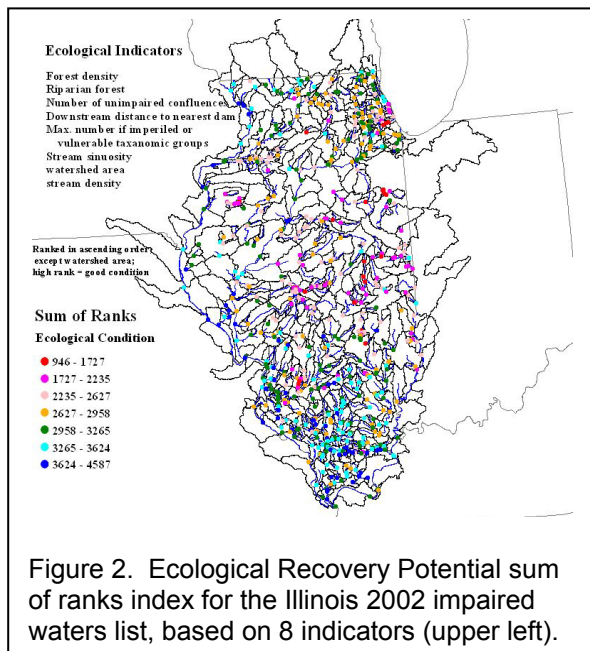 Ecological Indicators
Forest density
Riparian forest
Number of unimpaired confluences
Downstream distance to nearest dam
Max. number if imperiled or
vulnerable taxanomic groups
Stream sinuosity
watershed area
stream density
Ranked in ascending order,
except watershed area;
high rank = good condition
Sum of Ranks
Ecological Condition
946 - 1727
1727 - 2235
2235 - 2627
2627 - 2958
2958 - 3265
3265 - 3624
3624 - 4587
Figure 2. Ecological Recovery Potential sum
of ranks index for the Illinois 2002 impaired
waters list, based on 8 indicators (upper left).